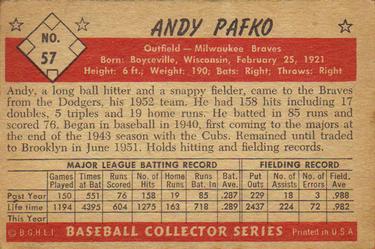 NO.
57
ANDY PAFKO
Outfield — Milwaukee Braves
Born: Boyceville, Wisconsin, February 25, 1921
Height: 6 ft.; Weight: 190; Bats: Right; Throws: Right
Andy, a long ball hitter and a snappy fielder, came to the Braves
from the Dodgers, his 1952 team. He had 158 hits including 17
doubles, 5 triples and 19 home runs. He batted in 85 runs and
scored 76. Began in baseball in 1940, first coming to the majors at
the end of the 1943 season with the Cubs. Remained until traded
to Brooklyn in June 1951. Holds hitting and fielding records.
MAJOR LEAGUE BATTING RECORD FIELDING RECORD
Games Played Times at Bat Runs Scored No. of Hits Home Runs Runs Bat. In Bat. Ave. Put Outs No. of Assists No. of Errors Field. Ave.
Past Year 150 551 76 158 19 85 .287 229 18 3 .988
Life time 1194 4395 604 1275 163 718 .289 2437 224 72 .982
This Year
© B.G.H.L.I. BASEBALL COLLECTOR SERIES Printed in U.S.A.